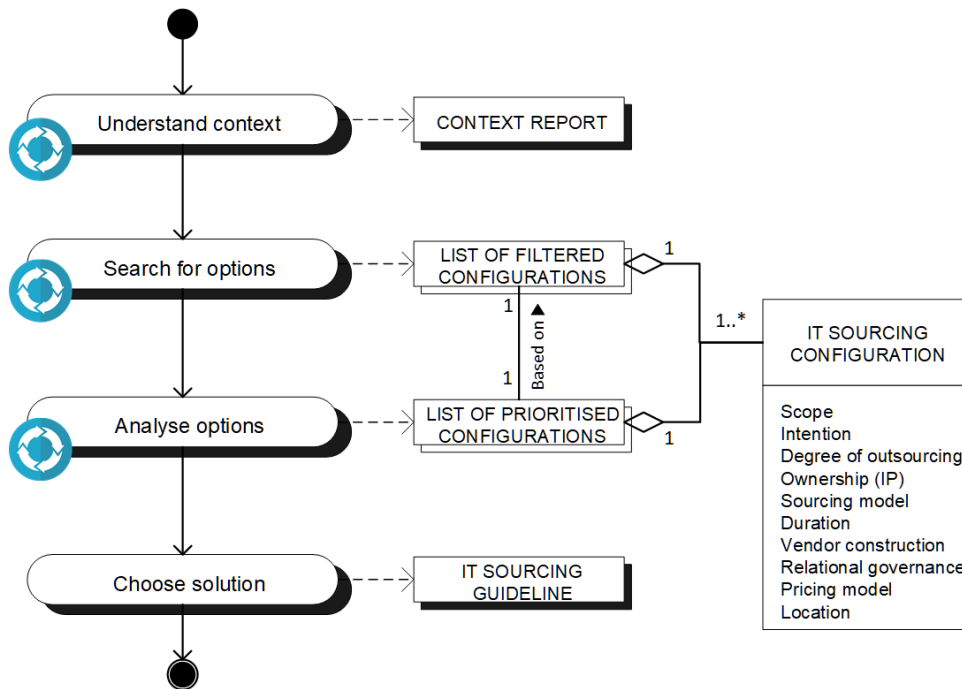 Understand context
CONTEXT REPORT
Search for options
LIST OF FILTERED
CONFIGURATIONS
1
1
Based on ▲
1
Analyse options
LIST OF PRIORITISED
CONFIGURATIONS
1
1..*
IT SOURCING
CONFIGURATION
Scope
Intention
Degree of outsourcing
Ownership (IP)
Sourcing model
Duration
Vendor construction
Relational governance
Pricing model
Location
Choose solution
IT SOURCING
GUIDELINE